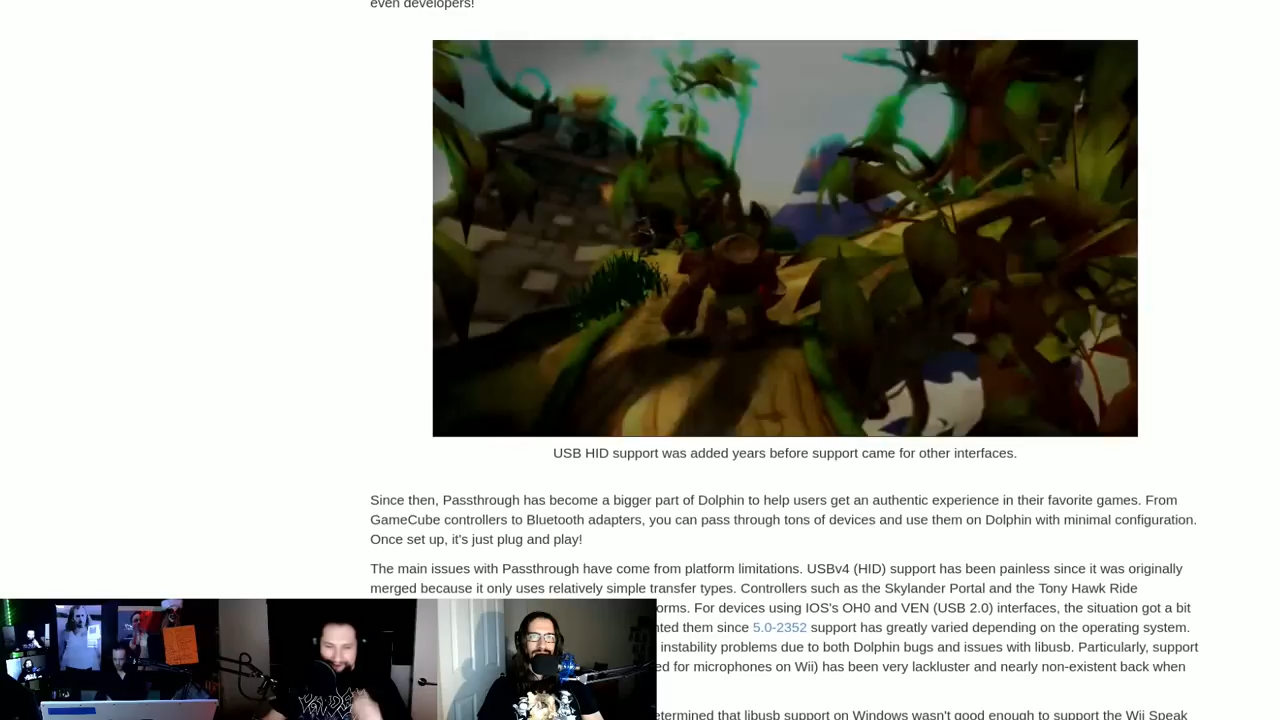 even developers!
USB HID support was added years before support came for other interfaces.
Since then, Passthrough has become a bigger part of Dolphin to help users get an authentic experience in their favorite games. From
GameCube controllers to Bluetooth adapters, you can pass through tons of devices and use them on Dolphin with minimal configuration.
Once set up, it's just plug and play!
The main issues with Passthrough have come from platform limitations. USBv4 (HID) support has been painless since it was originally
merged because it only uses relatively simple transfer types. Controllers such as the Skylander Portal and the Tony Hawk Ride
orms. For devices using IOS's OH0 and VEN (USB 2.0) interfaces, the situation got a bit
ted them since 5.0-2352 support has greatly varied depending on the operating system.
instability problems due to both Dolphin bugs and issues with libusb. Particularly, support
ed for microphones on Wii) has been very lackluster and nearly non-existent back when
etermined that libusb support on Windows wasn't good enough to support the Wii Speak